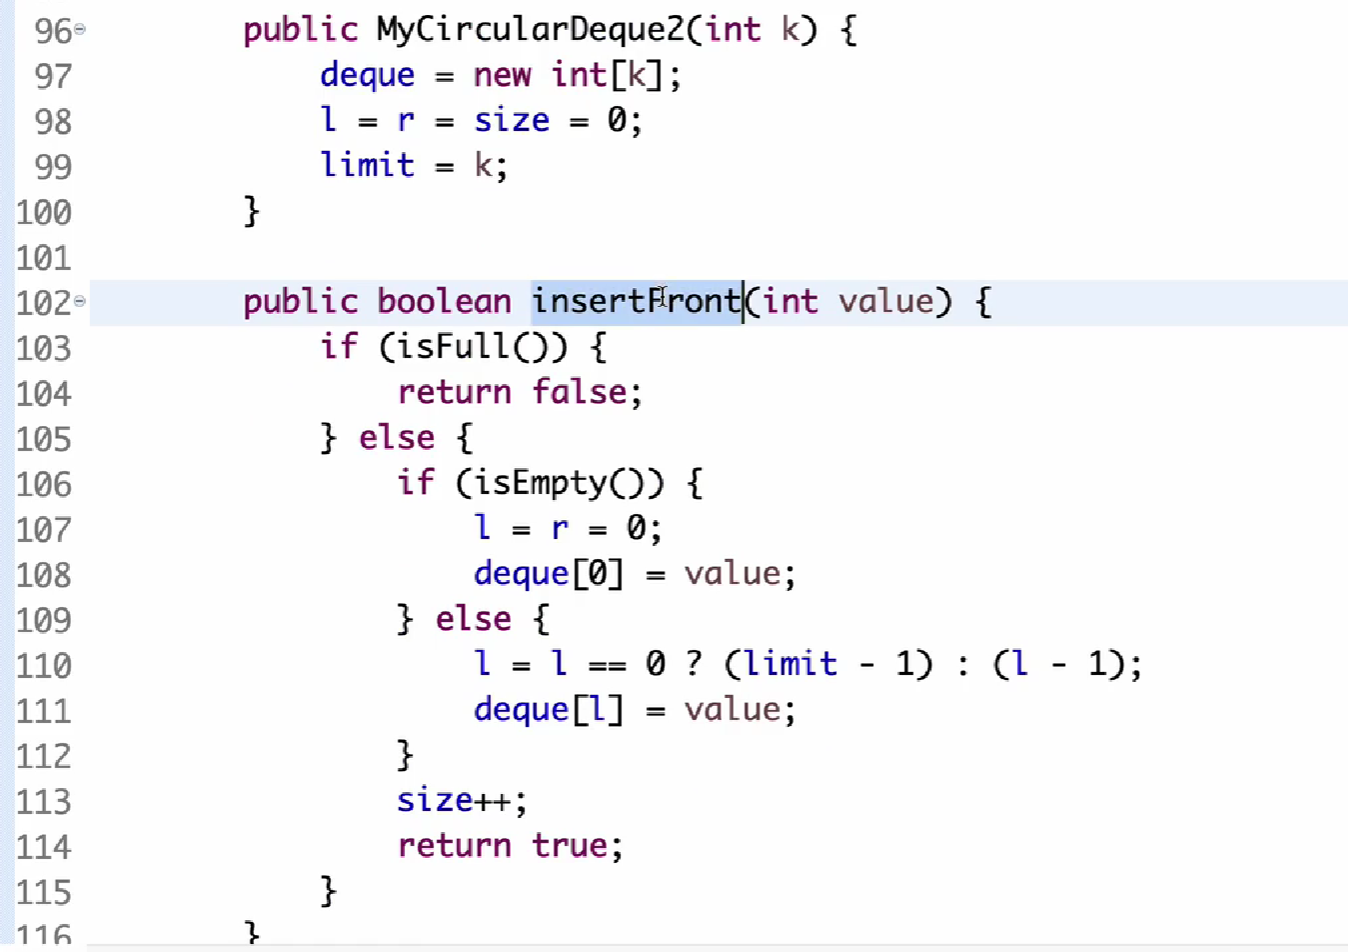 96 public MyCircularDeque2(int k) {
97 deque = new int[k];
98 l = r = size = 0;
99 limit = k;
100 }
101
102 public boolean insertFront(int value) {
103 if (isFull()) {
104 return false;
105 } else {
106 if (isEmpty()) {
107 l = r = 0;
108 deque[0] = value;
109 } else {
110 l = l == 0 ? (limit - 1) : (l - 1);
111 deque[l] = value;
112 }
113 size++;
114 return true;
115 }
116 }